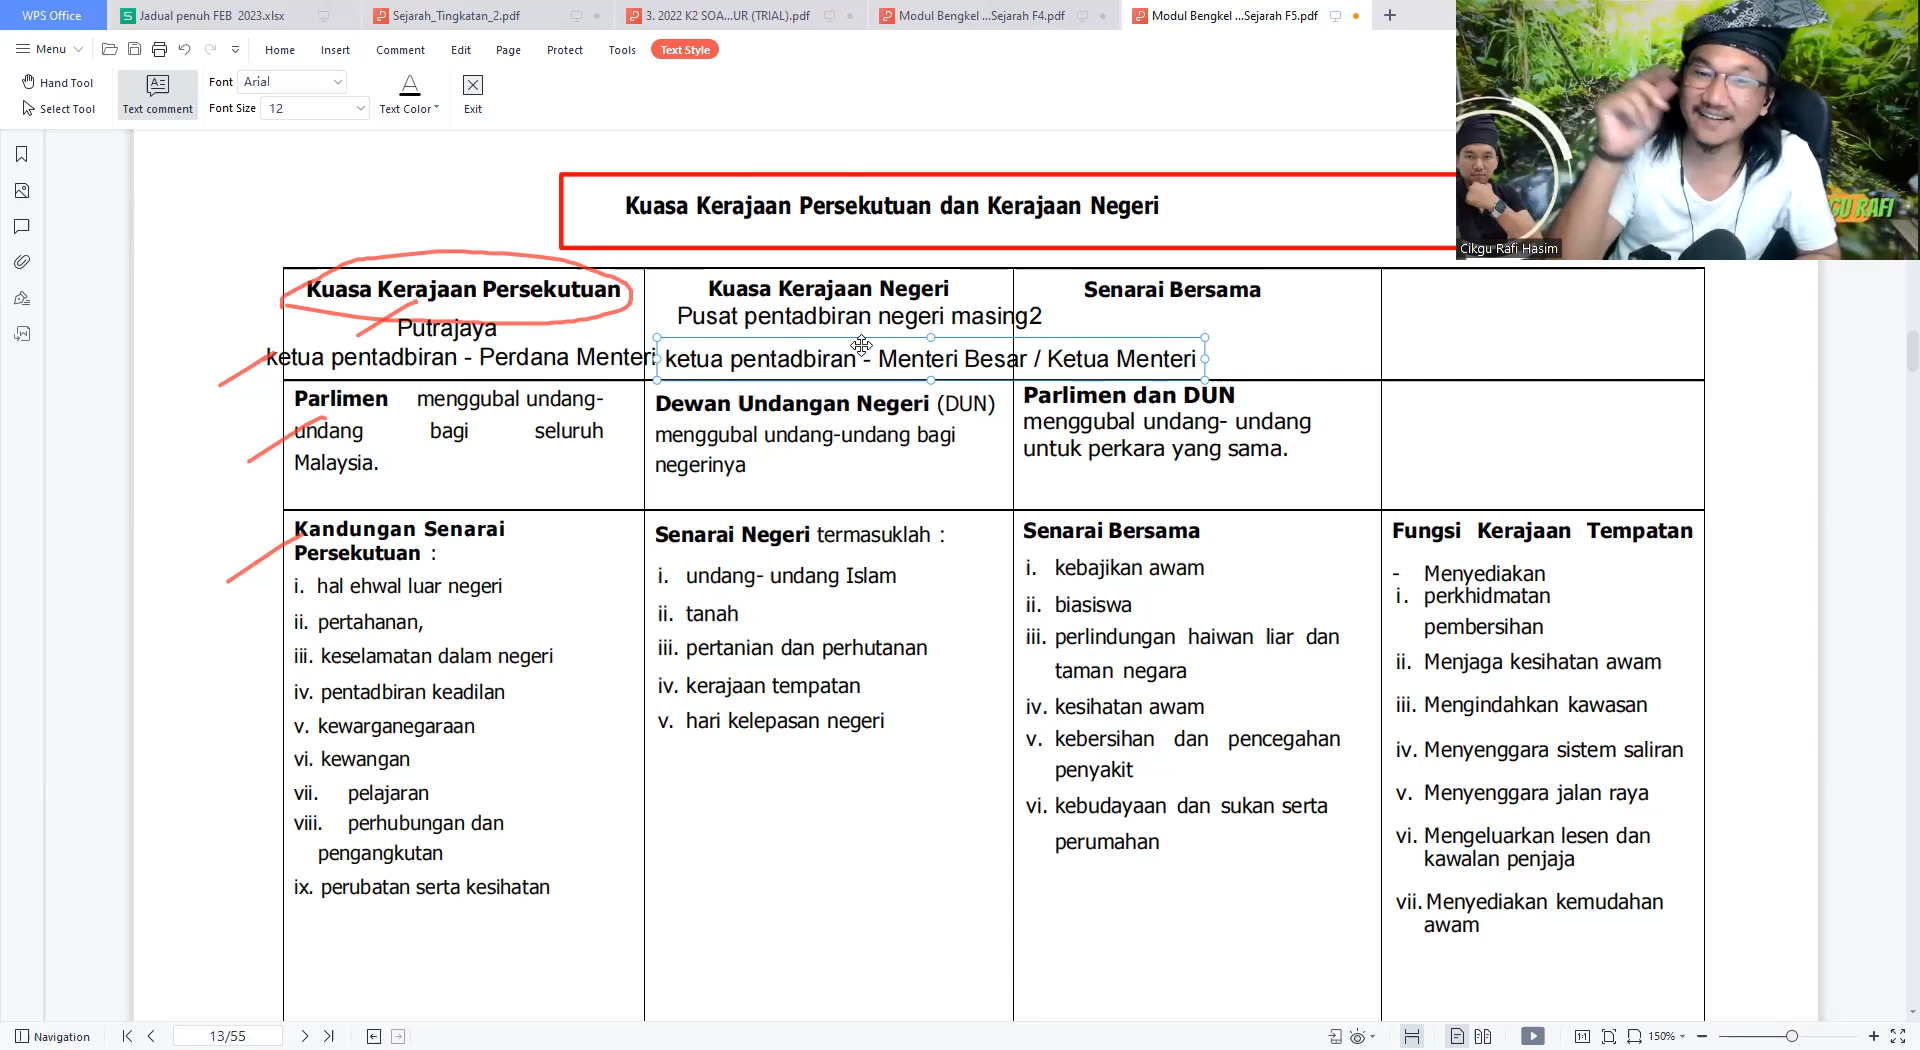 WPS Office
Jadual penuh FEB 2023.xlsx
Sejarah_Tingkatan_2.pdf
3. 2022 K2 SOA...UR (TRIAL).pdf
Modul Bengkel ...Sejarah F4.pdf
Modul Bengkel ...Sejarah F5.pdf
Menu
Home
Insert
Comment
Edit
Page
Protect
Tools
Text Style
Hand Tool
Select Tool
Text comment
Font Arial
Font Size 12
Text Color
Exit
GU RAFI
Cikgu Rafi Hasim
Kuasa Kerajaan Persekutuan dan Kerajaan Negeri
Kuasa Kerajaan Persekutuan
Putrajaya
ketua pentadbiran - Perdana Menteri
Kuasa Kerajaan Negeri
Pusat pentadbiran negeri masing2
ketua pentadbiran - Menteri Besar / Ketua Menteri
Senarai Bersama
Parlimen menggubal undang-
undang bagi seluruh
Malaysia.
Dewan Undangan Negeri (DUN)
menggubal undang-undang bagi
negerinya
Parlimen dan DUN
menggubal undang- undang
untuk perkara yang sama.
Kandungan Senarai
Persekutuan :
i. hal ehwal luar negeri
ii. pertahanan,
iii. keselamatan dalam negeri
iv. pentadbiran keadilan
v. kewarganegaraan
vi. kewangan
vii. pelajaran
viii. perhubungan dan
pengangkutan
ix. perubatan serta kesihatan
Senarai Negeri termasuklah :
i. undang- undang Islam
ii. tanah
iii. pertanian dan perhutanan
iv. kerajaan tempatan
v. hari kelepasan negeri
Senarai Bersama
i. kebajikan awam
ii. biasiswa
iii. perlindungan haiwan liar dan
taman negara
iv. kesihatan awam
v. kebersihan dan pencegahan
penyakit
vi. kebudayaan dan sukan serta
perumahan
Fungsi Kerajaan Tempatan
- Menyediakan
i. perkhidmatan
pembersihan
ii. Menjaga kesihatan awam
iii. Mengindahkan kawasan
iv. Menyenggara sistem saliran
v. Menyenggara jalan raya
vi. Mengeluarkan lesen dan
kawalan penjaja
vii. Menyediakan kemudahan
awam
Navigation
13/55
150%